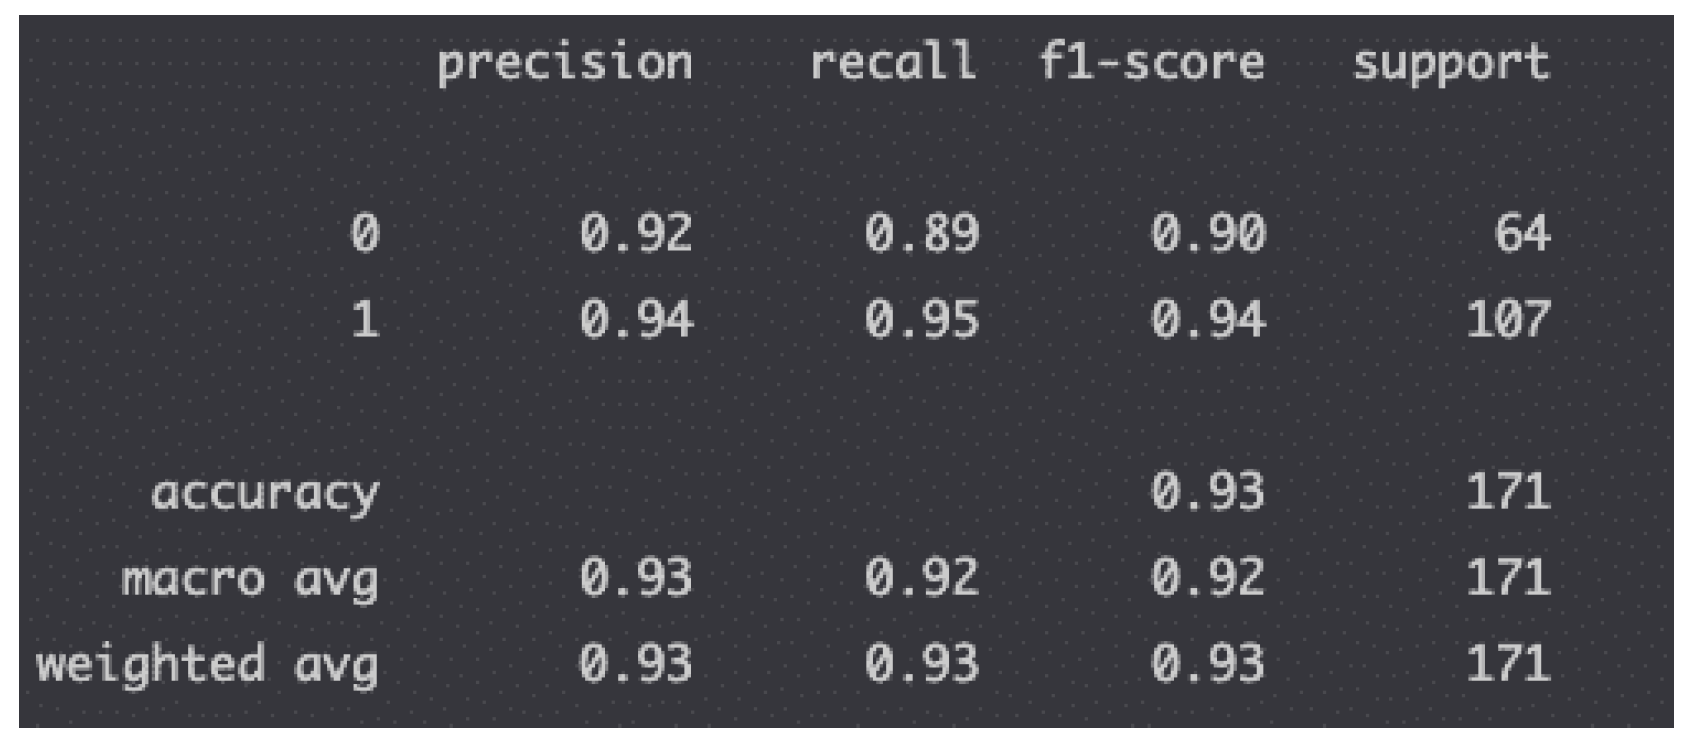 precision recall f1-score support
0 0.92 0.89 0.90 64
1 0.94 0.95 0.94 107
accuracy 0.93 171
macro avg 0.93 0.92 0.92 171
weighted avg 0.93 0.93 0.93 171